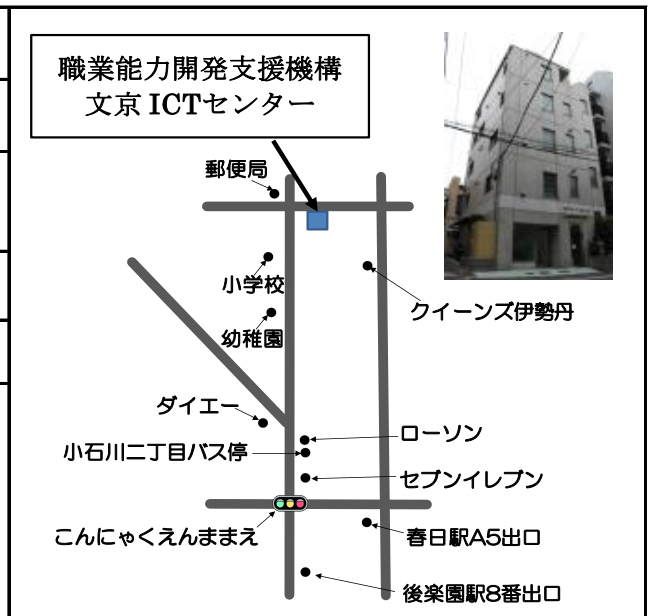 職業能力開発支援機構
文京 ICTセンター
郵便局
小学校
クイーンズ伊勢丹
幼稚園
ダイエー
ローソン
小石川二丁目バス停
セブンイレブン
こんにゃくえんままえ
春日駅A5出口
後楽園駅8番出口